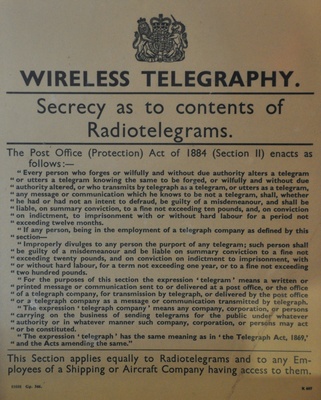 WIRELESS TELEGRAPHY.
Secrecy as to contents of
Radiotelegrams.
The Post Office (Protection) Act of 1884 (Section II) enacts as
follows:—
"Every person who forges or wilfully and without due authority alters a telegram
"or utters a telegram knowing the same to be forged, or wilfully and without due
"authority altered, or who transmits by telegraph as a telegram, or utters as a telegram,
"any message or communication which he knows to be not a telegram, shall, whether
"he had or had not an intent to defraud, be guilty of a misdemeanour, and shall be
"liable, on summary conviction, to a fine not exceeding ten pounds, and, on conviction
"on indictment, to imprisonment with or without hard labour for a period not
"exceeding twelve months.
"If any person, being in the employment of a telegraph company as defined by this
"section—
"Improperly divulges to any person the purport of any telegram; such person shall
"be guilty of a misdemeanour and be liable on summary conviction to a fine not
"exceeding twenty pounds, and on conviction on indictment to imprisonment, with
"or without hard labour, for a term not exceeding one year, or to a fine not exceeding
"two hundred pounds.
"For the purposes of this section the expression 'telegram' means a written or
"printed message or communication sent to or delivered at a post office, or the office
"of a telegraph company, for transmission by telegraph, or delivered by the post office
"or a telegraph company as a message or communication transmitted by telegraph.
"The expression 'telegraph company' means any company, corporation, or persons
"carrying on the business of sending telegrams for the public under whatever
"authority or in whatever manner such company, corporation, or persons may act
"or be constituted.
"The expression 'telegraph' has the same meaning as in 'the Telegraph Act, 1869,'
"and the Acts amending the same."
This Section applies equally to Radiotelegrams and to any Em-
ployees of a Shipping or Aircraft Company having access to them.